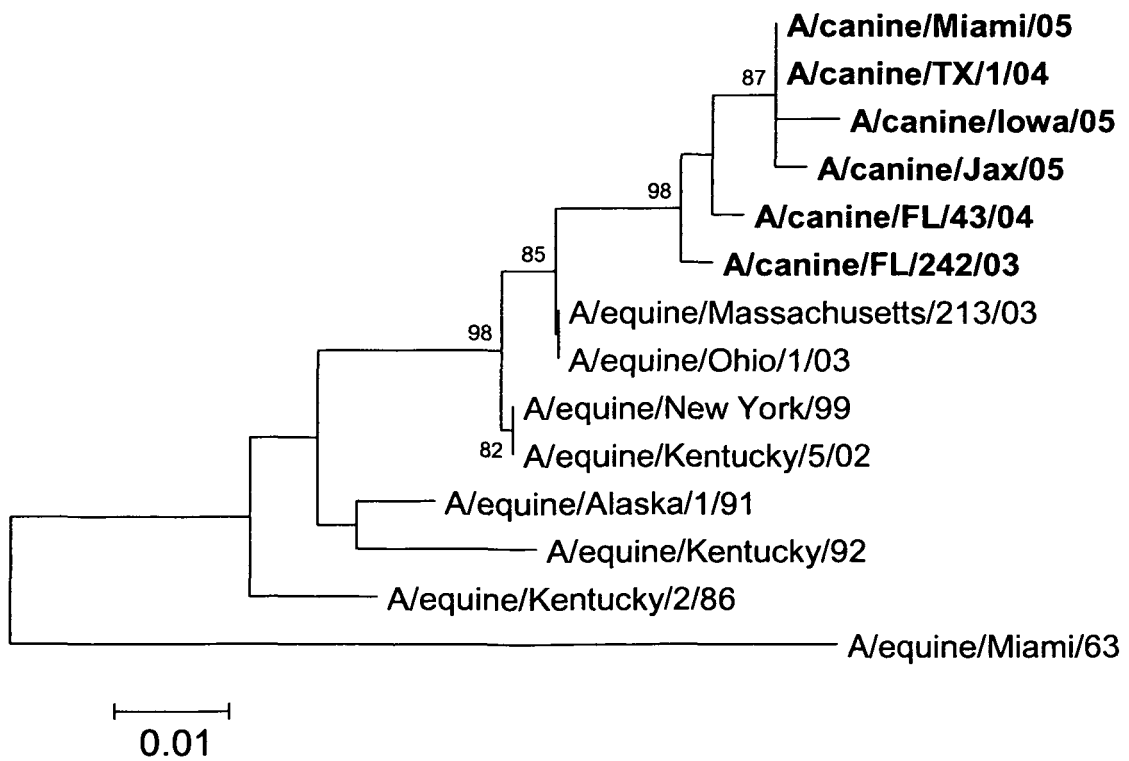 A/canine/Miami/05
87
A/canine/TX/1/04
A/canine/Iowa/05
A/canine/Jax/05
98
A/canine/FL/43/04
85
A/canine/FL/242/03
A/equine/Massachusetts/213/03
98
A/equine/Ohio/1/03
A/equine/New York/99
82
A/equine/Kentucky/5/02
A/equine/Alaska/1/91
A/equine/Kentucky/92
A/equine/Kentucky/2/86
A/equine/Miami/63
0.01